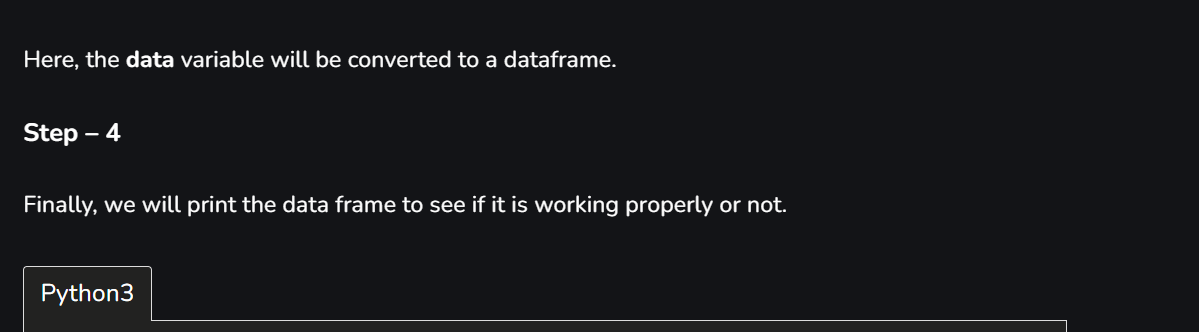 Here, the data variable will be converted to a dataframe.
Step – 4
Finally, we will print the data frame to see if it is working properly or not.
Python3